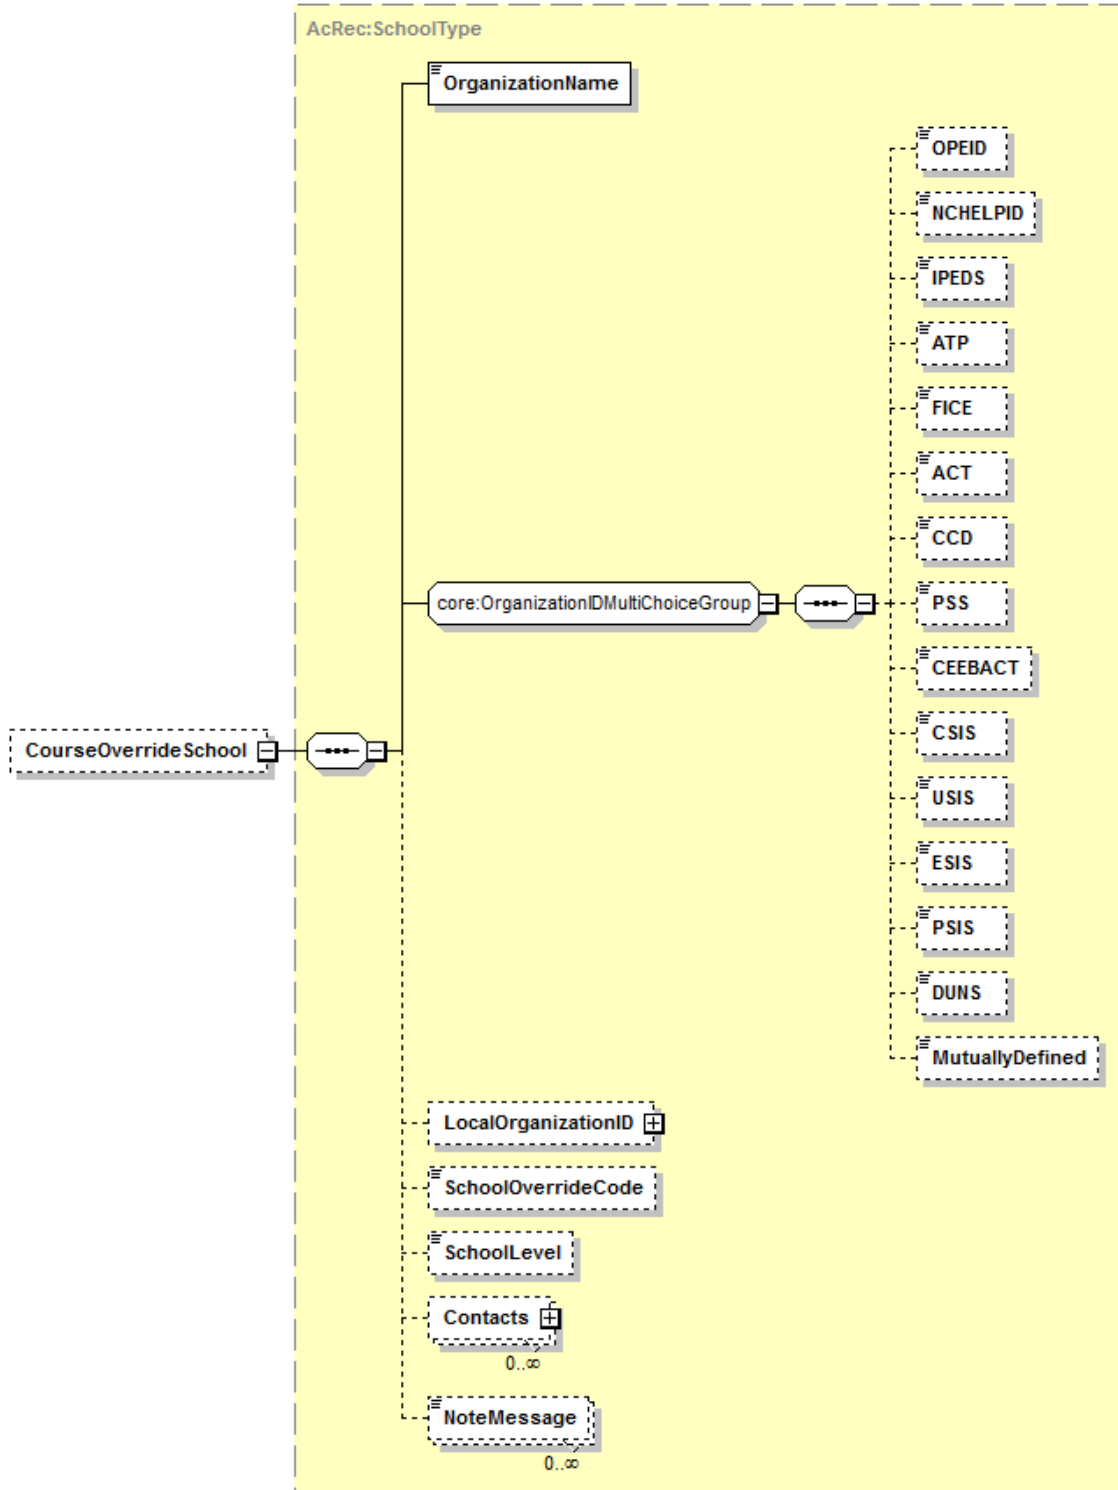 AcRec:SchoolType
OrganizationName
OPEID
NCHELPID
IPEDS
ATP
FICE
ACT
CCD
core:OrganizationIDMultiChoiceGroup
PSS
CEEBACT
CSIS
CourseOverrideSchool
USIS
ESIS
PSIS
DUNS
MutuallyDefined
LocalOrganizationID
SchoolOverrideCode
SchoolLevel
Contacts
0..∞
NoteMessage
0..∞